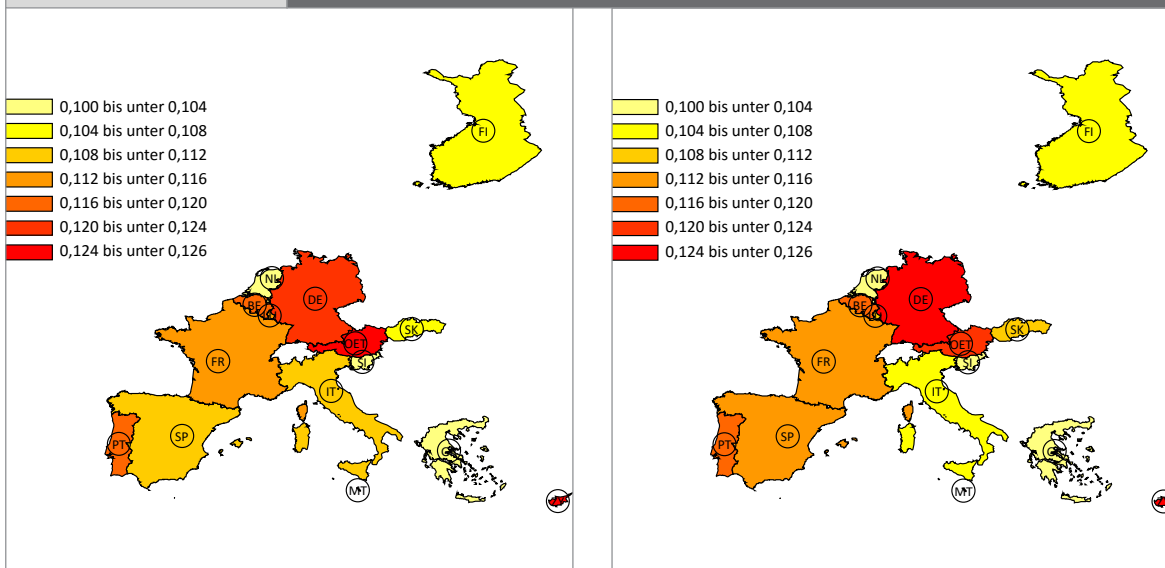 0,100 bis unter 0,104
0,104 bis unter 0,108
0,108 bis unter 0,112
0,112 bis unter 0,116
0,116 bis unter 0,120
0,120 bis unter 0,124
0,124 bis unter 0,126
FI
NL
DE
BE
SK
OET
SI
FR
IT
SP
PT
MT
0,100 bis unter 0,104
0,104 bis unter 0,108
0,108 bis unter 0,112
0,112 bis unter 0,116
0,116 bis unter 0,120
0,120 bis unter 0,124
0,124 bis unter 0,126
FI
NL
DE
BE
SK
OET
SI
FR
IT
SP
PT
MT